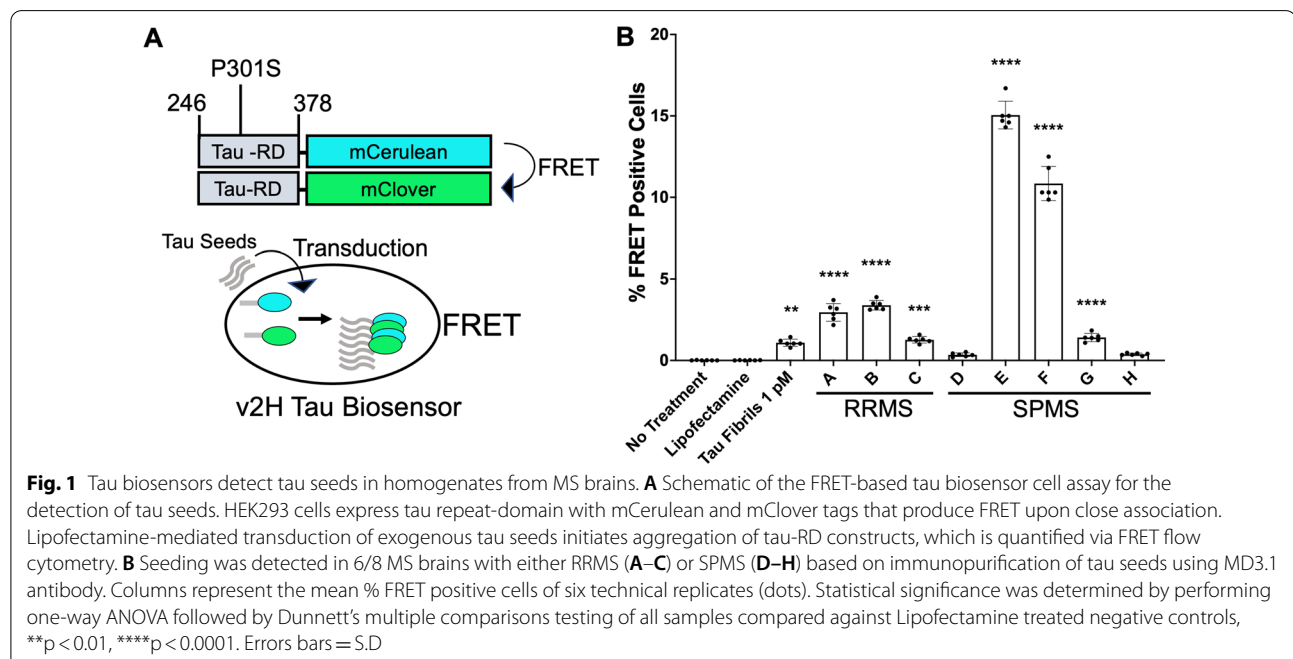 A
P301S
246
378
Tau -RD
mCerulean
Tau-RD
mClover
FRET
Tau Seeds
Transduction
FRET
v2H Tau Biosensor
B
% FRET Positive Cells
20
15
10
5
0
**
****
****
***
****
****
****
No Treatment
Lipofectamine
Tau Fibrils 1 pM
A
B
C
D
E
F
G
H
RRMS
SPMS
Fig. 1 Tau biosensors detect tau seeds in homogenates from MS brains. A Schematic of the FRET-based tau biosensor cell assay for the
detection of tau seeds. HEK293 cells express tau repeat-domain with mCerulean and mClover tags that produce FRET upon close association.
Lipofectamine-mediated transduction of exogenous tau seeds initiates aggregation of tau-RD constructs, which is quantified via FRET flow
cytometry. B Seeding was detected in 6/8 MS brains with either RRMS (A–C) or SPMS (D–H) based on immunopurification of tau seeds using MD3.1
antibody. Columns represent the mean % FRET positive cells of six technical replicates (dots). Statistical significance was determined by performing
one-way ANOVA followed by Dunnett's multiple comparisons testing of all samples compared against Lipofectamine treated negative controls,
**p < 0.01, ****p < 0.0001. Errors bars = S.D